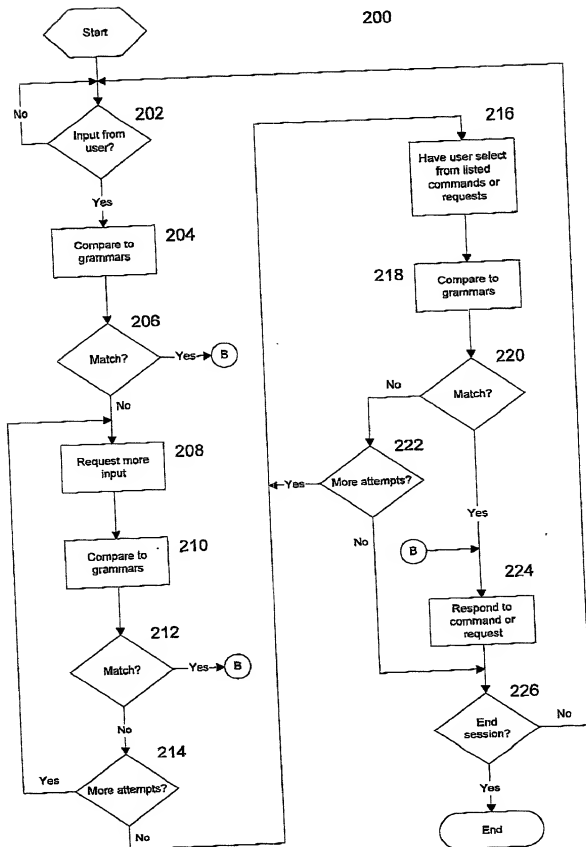 200
Start
No
202
Input from
user?
Yes
204
Compare to
grammars
206
Match?
Yes
B
No
208
Request more
input
210
Compare to
grammars
212
Match?
Yes
B
No
214
Yes
More attempts?
No
216
Have user select
from listed
commands or
requests
218
Compare to
grammars
220
Match?
No
222
Yes
More attempts?
Yes
No
B
224
Respond to
command or
request
226
End
session?
No
Yes
End